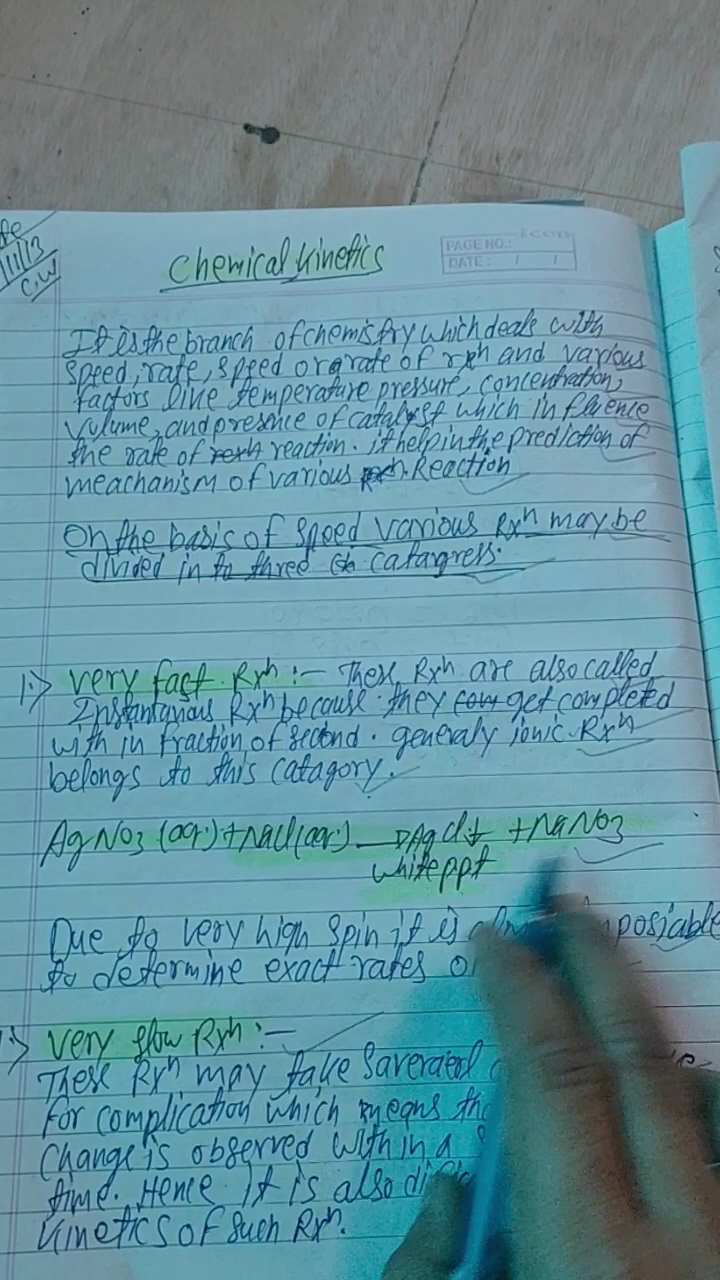 11/13
C.W
Chemical Kinetics
PAGE NO.:
DATE: / /
It is the branch of chemistry which deals with
speed, rate, speed or rate of rxn and various
factors like temperature pressure, concentration,
volume, and presence of catalyst which influence
the rate of reaction. it help in the prediction of
meachanism of various Reaction
On the basis of speed various Rxn may be
divided in to three catagress.
1.) very fast Rxn :- These Rxn are also called
Instantanous Rxn because they get completed
with in fraction of second. generaly ionic Rxn
belongs to this catagory.
AgNO3 (aq.) + NaCl (aq.) → AgCl↓ + NaNO3
white ppt
Due to very high spin it is
to determine exact rates
very slow Rxn :-
These Rxn may take
For complication which means
change is observed with in a
time. Hence it is also
kinetics of such Rxn.